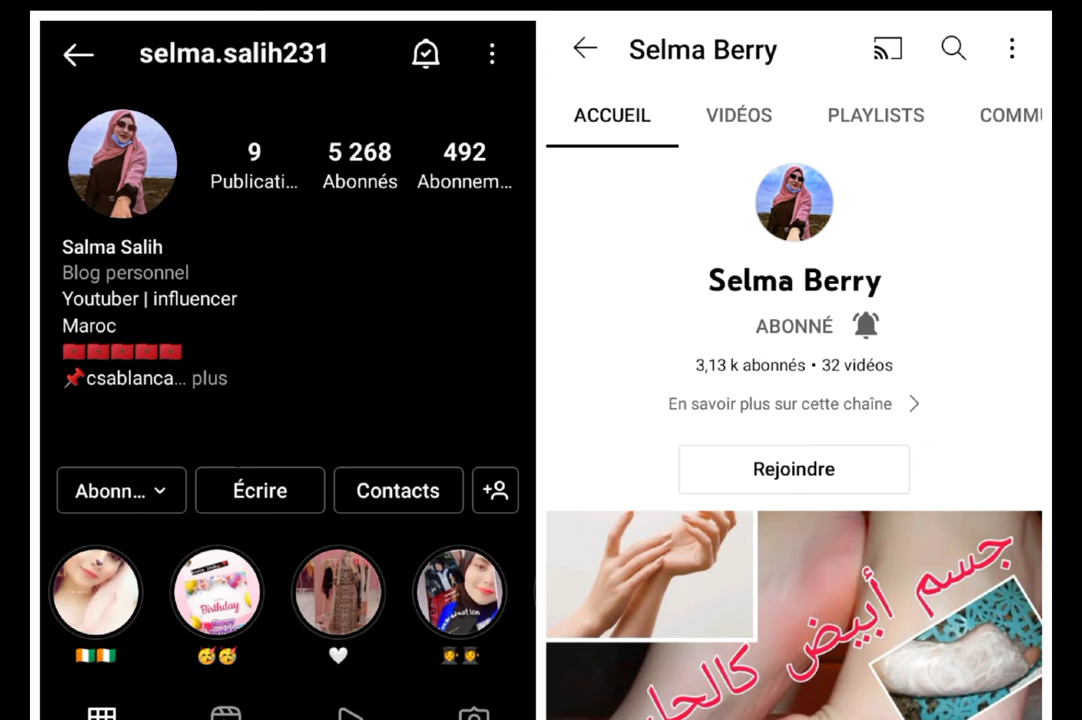 selma.salih231
9
5 268
492
Publicati...
Abonnés
Abonnem...
Salma Salih
Blog personnel
Youtuber | influencer
Maroc
🇲🇦🇲🇦🇲🇦🇲🇦🇲🇦
📌csablanca... plus
Abonn...
Écrire
Contacts
Birthday
🇨🇮🇨🇮
🥳🥳
🤍
👩‍🎓👩‍🎓
Selma Berry
ACCUEIL
VIDÉOS
PLAYLISTS
COMMU
Selma Berry
ABONNÉ
3,13 k abonnés • 32 vidéos
En savoir plus sur cette chaîne
Rejoindre
جسم أبيض